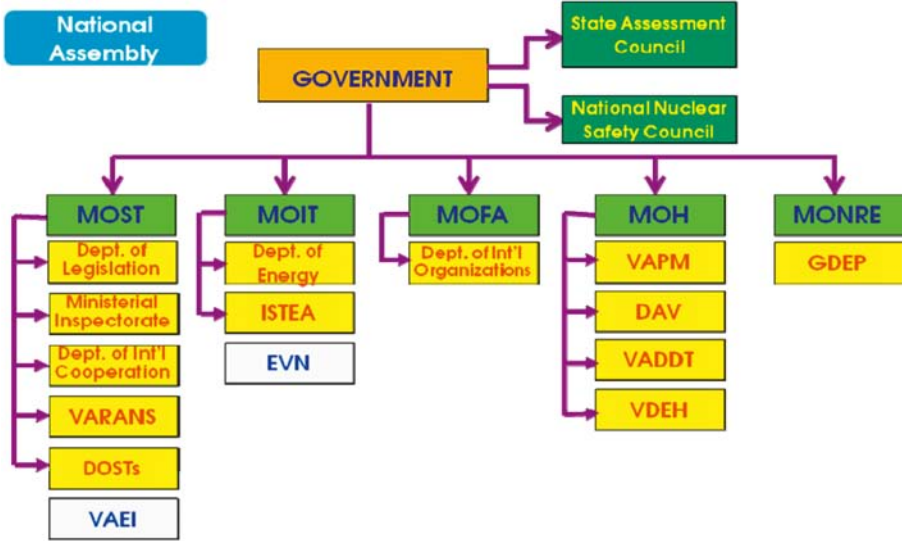 National
Assembly
State Assessment
Council
GOVERNMENT
National Nuclear
Safety Council
MOST
Dept. of
Legislation
Ministerial
Inspectorate
Dept. of Int'l
Cooperation
VARANS
DOSTs
VAEI
MOIT
Dept. of
Energy
ISTEA
EVN
MOFA
Dept. of Int'l
Organizations
MOH
VAPM
DAV
VADDT
VDEH
MONRE
GDEP